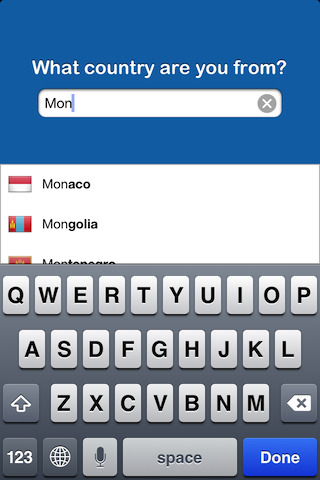 What country are you from?
Mon
Monaco
Mongolia
Montenegro
Q W E R T Y U I O P
A S D F G H J K L
Z X C V B N M
123 space Done